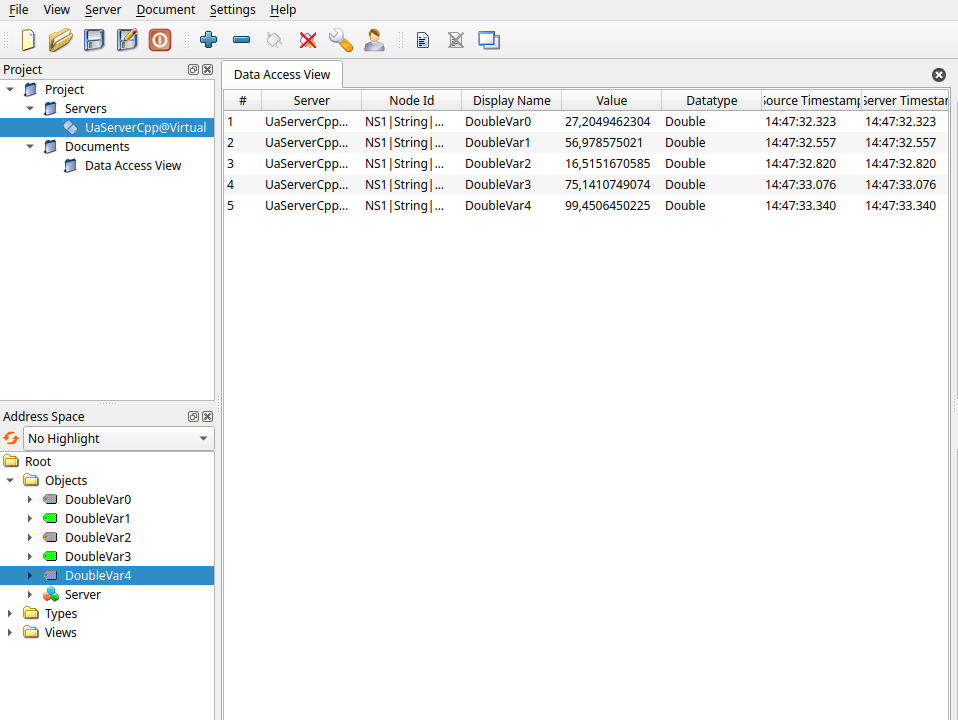 File View Server Document Settings Help
Project
Project
Servers
UaServerCpp@Virtual
Documents
Data Access View
Address Space
No Highlight
Root
Objects
DoubleVar0
DoubleVar1
DoubleVar2
DoubleVar3
DoubleVar4
Server
Types
Views
Data Access View
# Server Node Id Display Name Value Datatype Source Timestamp Server Timestam
1 UaServerCpp... NS1|String|... DoubleVar0 27,2049462304 Double 14:47:32.323 14:47:32.323
2 UaServerCpp... NS1|String|... DoubleVar1 56,978575021 Double 14:47:32.557 14:47:32.557
3 UaServerCpp... NS1|String|... DoubleVar2 16,5151670585 Double 14:47:32.820 14:47:32.820
4 UaServerCpp... NS1|String|... DoubleVar3 75,1410749074 Double 14:47:33.076 14:47:33.076
5 UaServerCpp... NS1|String|... DoubleVar4 99,4506450225 Double 14:47:33.340 14:47:33.340